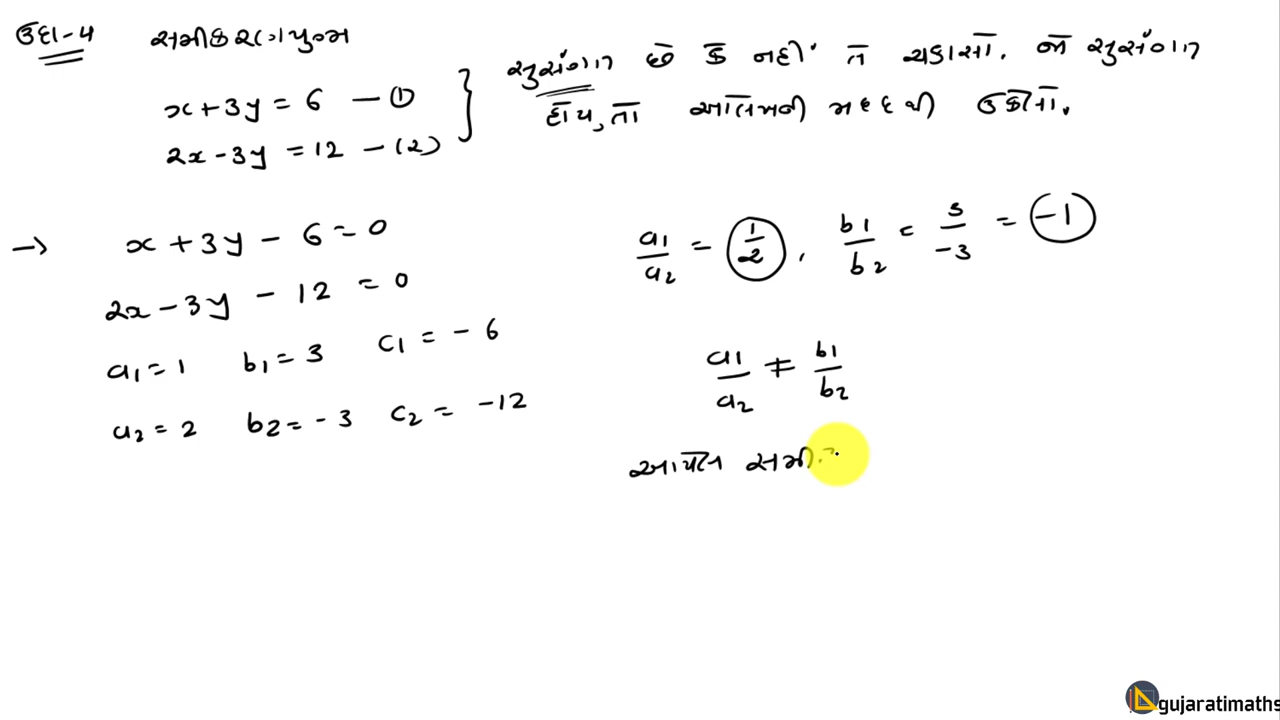 ઉદા-4 સમીકરણયુગ્મ
x + 3y = 6 — ①
2x - 3y = 12 — (2)
સુસંગત છે કે નહીં તે ચકાસો. જો સુસંગત
હોય, તો આલેખની મદદથી ઉકેલો.
→ x + 3y - 6 = 0
2x - 3y - 12 = 0
a1 = 1 b1 = 3 c1 = - 6
a2 = 2 b2 = - 3 c2 = -12
a1/a2 = 1/2 , b1/b2 = 3/-3 = -1
a1/a2 ≠ b1/b2
આપેલ સમી
gujaratimaths